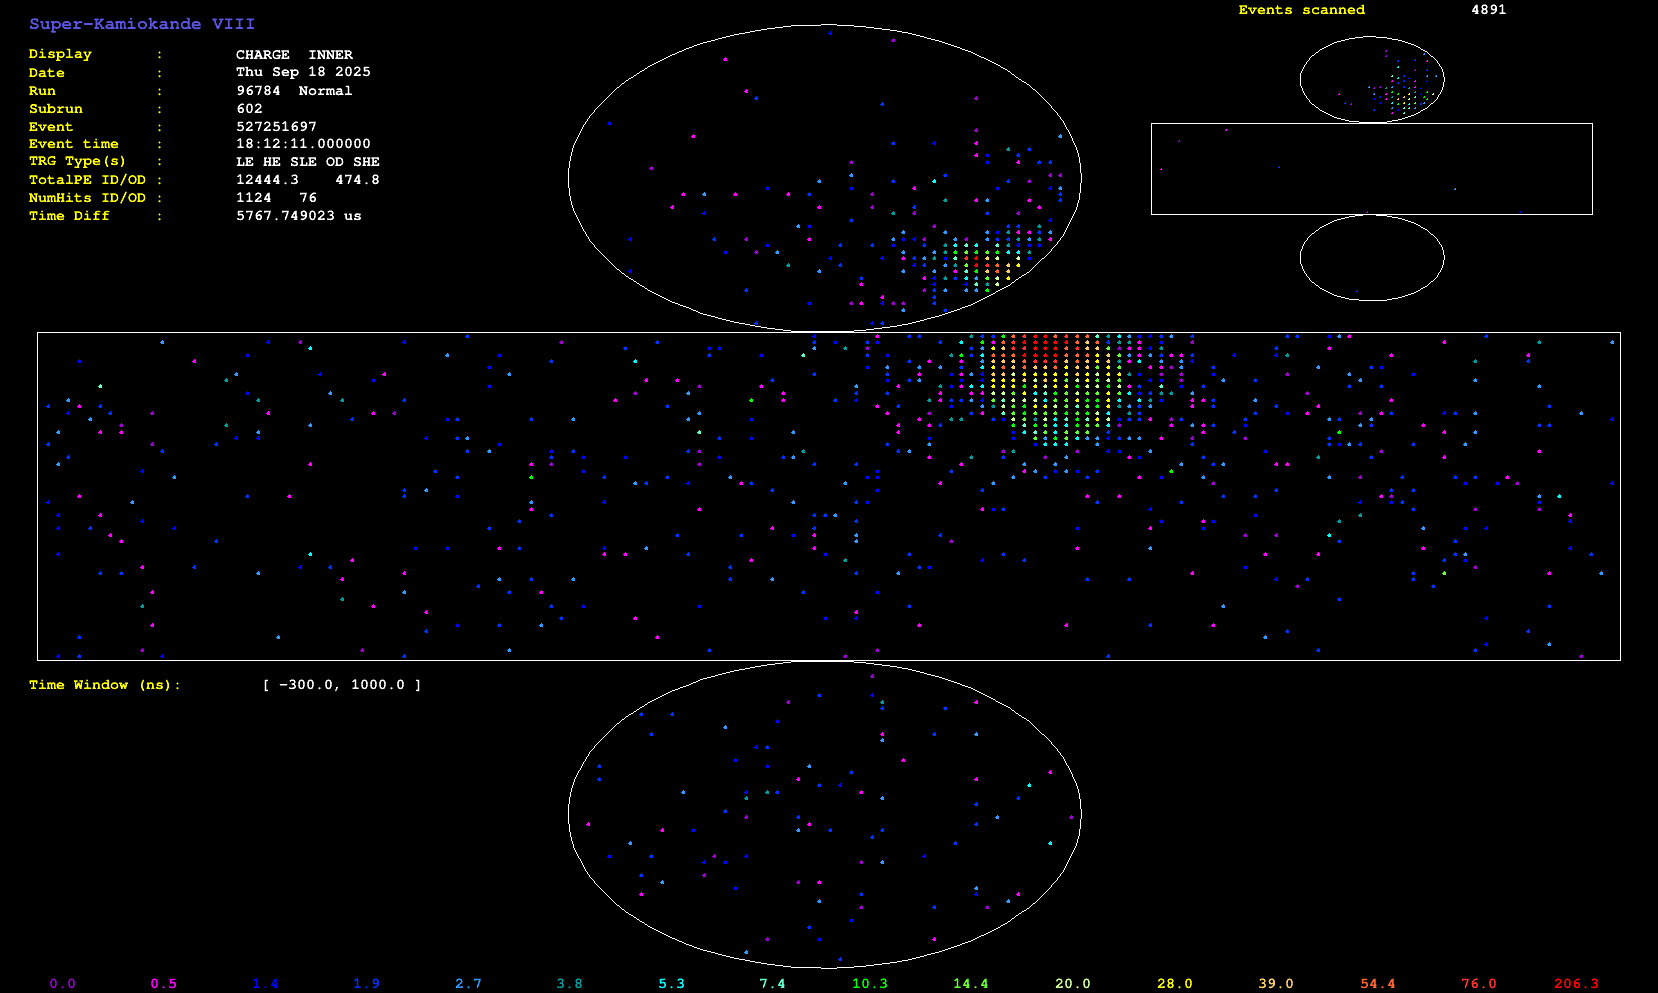 Super-Kamiokande VIII
Display : CHARGE INNER
Date : Thu Sep 18 2025
Run : 96784 Normal
Subrun : 602
Event : 527251697
Event time : 18:12:11.000000
TRG Type(s) : LE HE SLE OD SHE
TotalPE ID/OD : 12444.3 474.8
NumHits ID/OD : 1124 76
Time Diff : 5767.749023 us
Events scanned 4891
Time Window (ns): [ -300.0, 1000.0 ]
0.0 0.5 1.4 1.9 2.7 3.8 5.3 7.4 10.3 14.4 20.0 28.0 39.0 54.4 76.0 206.3